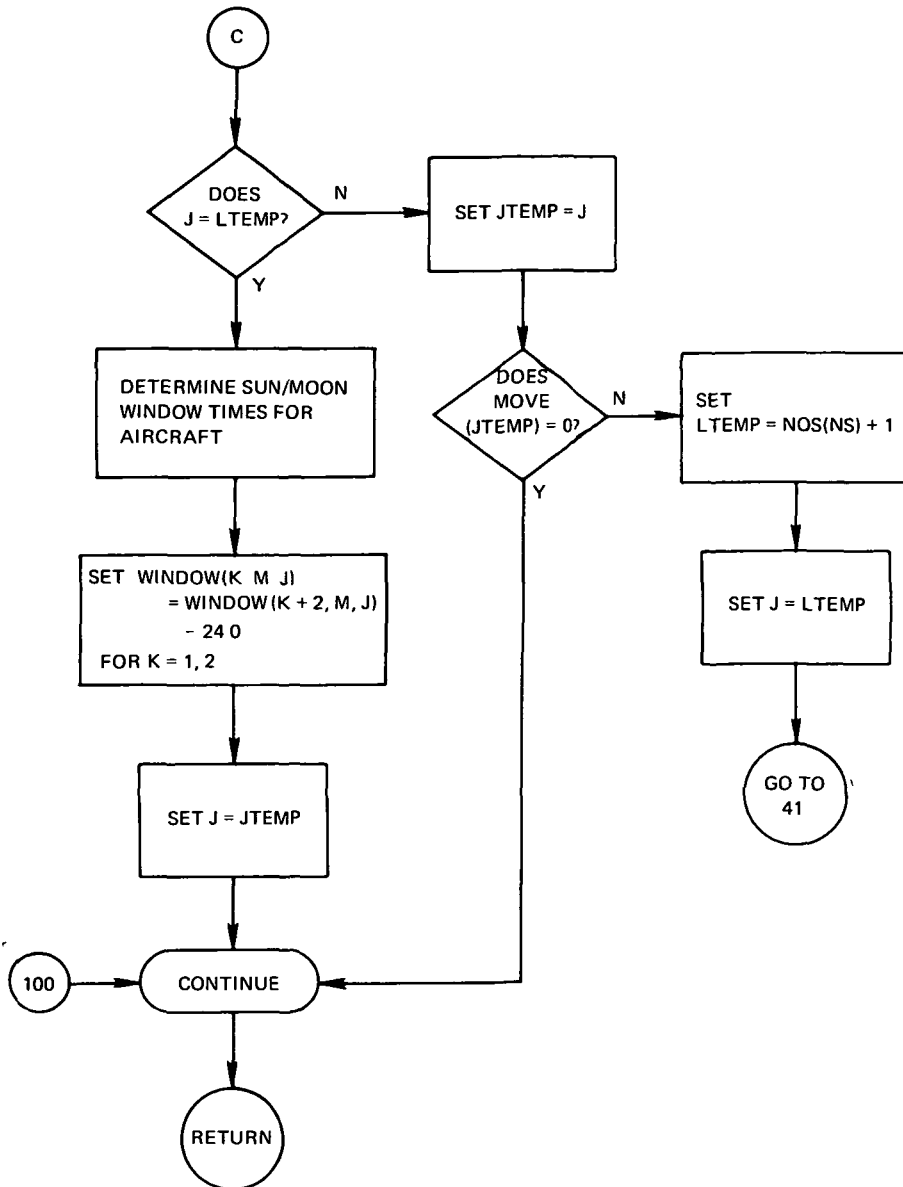 C
DOES
J = LTEMP?
N
Y
SET JTEMP = J
DETERMINE SUN/MOON
WINDOW TIMES FOR
AIRCRAFT
DOES
MOVE
(JTEMP) = 0?
N
Y
SET
LTEMP = NOS(NS) + 1
SET WINDOW(K M J)
= WINDOW(K + 2, M, J)
- 24 0
FOR K = 1, 2
SET J = LTEMP
SET J = JTEMP
GO TO
41
100
CONTINUE
RETURN